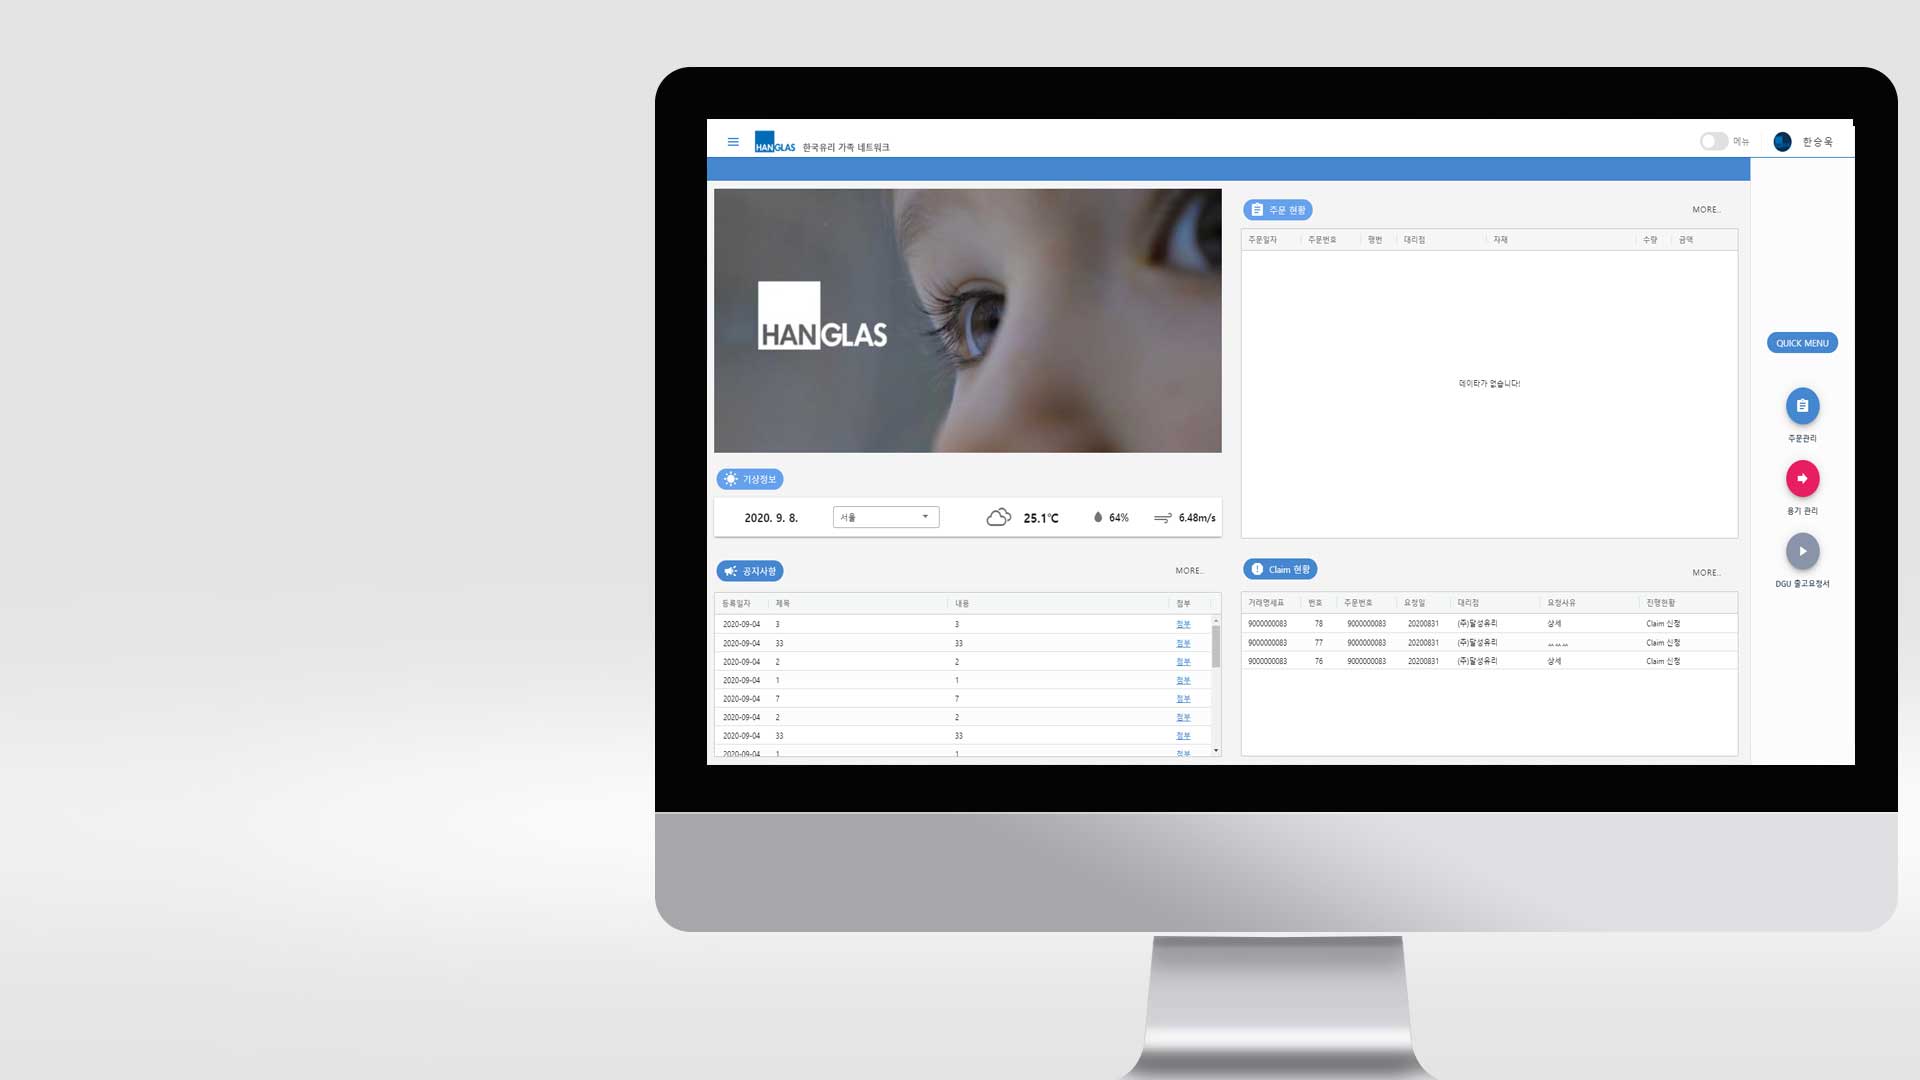 HANGLAS 한국유리 가족 네트워크
메뉴
한승욱
HANGLAS
기상정보
2020. 9. 8. 서울 25.1℃ 64% 6.48m/s
공지사항 MORE..
등록일자 제목 내용 첨부
2020-09-04 3 3 첨부
2020-09-04 33 33 첨부
2020-09-04 2 2 첨부
2020-09-04 1 1 첨부
2020-09-04 7 7 첨부
2020-09-04 2 2 첨부
2020-09-04 33 33 첨부
2020-09-04 1 1 첨부
주문 현황 MORE..
주문일자 주문번호 행번 대리점 자재 수량 금액
데이타가 없습니다!
Claim 현황 MORE..
거래명세표 번호 주문번호 요청일 대리점 요청사유 진행현황
9000000083 78 9000000083 20200831 (주)달성유리 상세 Claim 신청
9000000083 77 9000000083 20200831 (주)달성유리 Claim 신청
9000000083 76 9000000083 20200831 (주)달성유리 상세 Claim 신청
QUICK MENU
주문관리
용기 관리
DGU 출고요청서